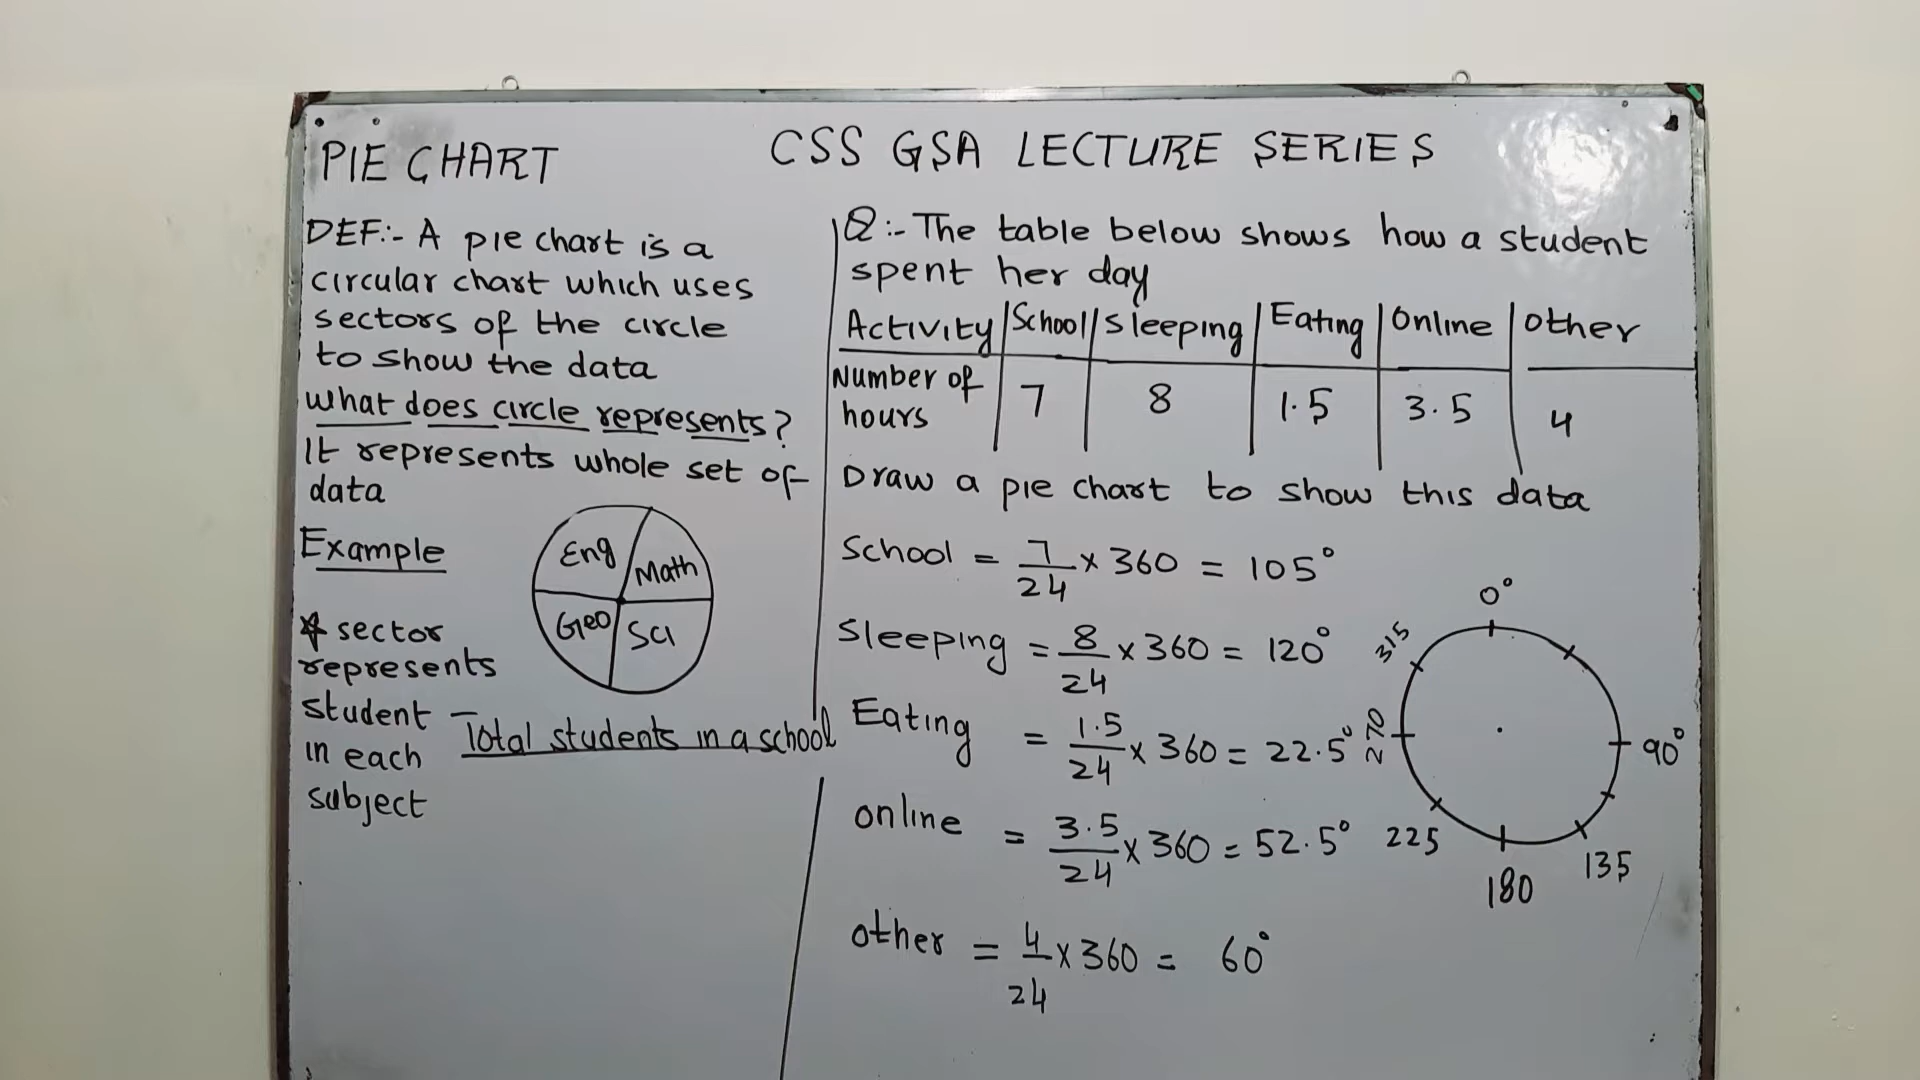 PIE CHART
CSS GSA LECTURE SERIES
DEF:- A pie chart is a
circular chart which uses
sectors of the circle
to show the data
what does circle represents?
It represents whole set of
data
Example
Eng
Math
Geo
Sci
* sector
represents
student
in each
subject
Total students in a school
Q:- The table below shows how a student
spent her day
Activity School Sleeping Eating Online other
Number of
hours 7 8 1.5 3.5 4
Draw a pie chart to show this data
School = 7/24 × 360 = 105°
Sleeping = 8/24 × 360 = 120°
Eating = 1.5/24 × 360 = 22.5°
online = 3.5/24 × 360 = 52.5°
other = 4/24 × 360 = 60°
0°
315
270
90°
225
135
180